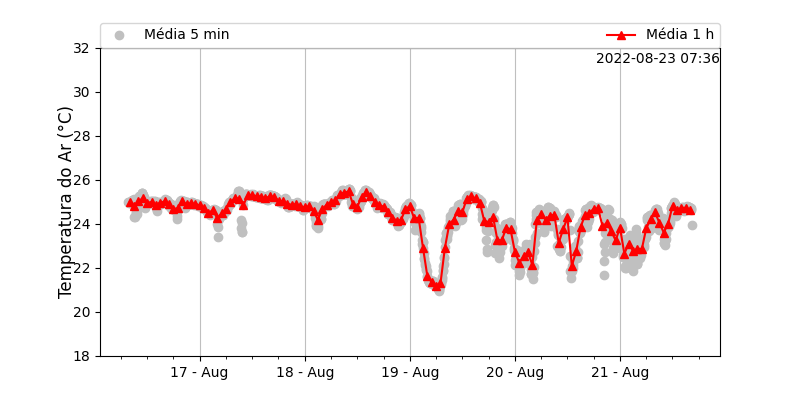 Média 5 min
Média 1 h
2022-08-23 07:36
Temperatura do Ar (°C)
32
30
28
26
24
22
20
18
17 - Aug
18 - Aug
19 - Aug
20 - Aug
21 - Aug